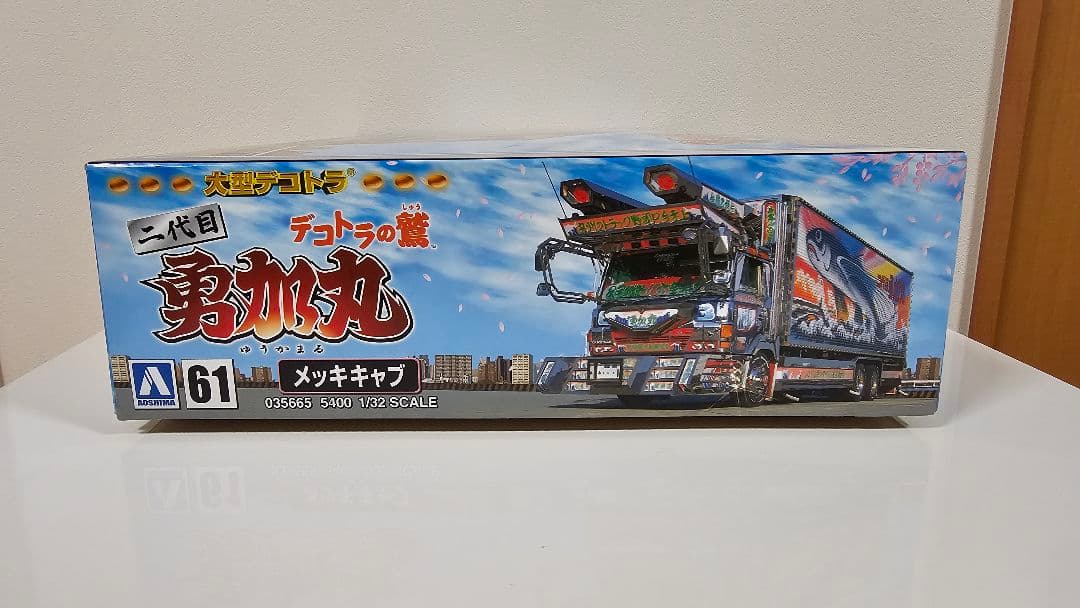 大型デコトラ®
二代目
デコトラの鷲™
しゅう
勇加丸
ゆうかまる
AOSHIMA
61
メッキキャブ
035665 5400 1/32 SCALE